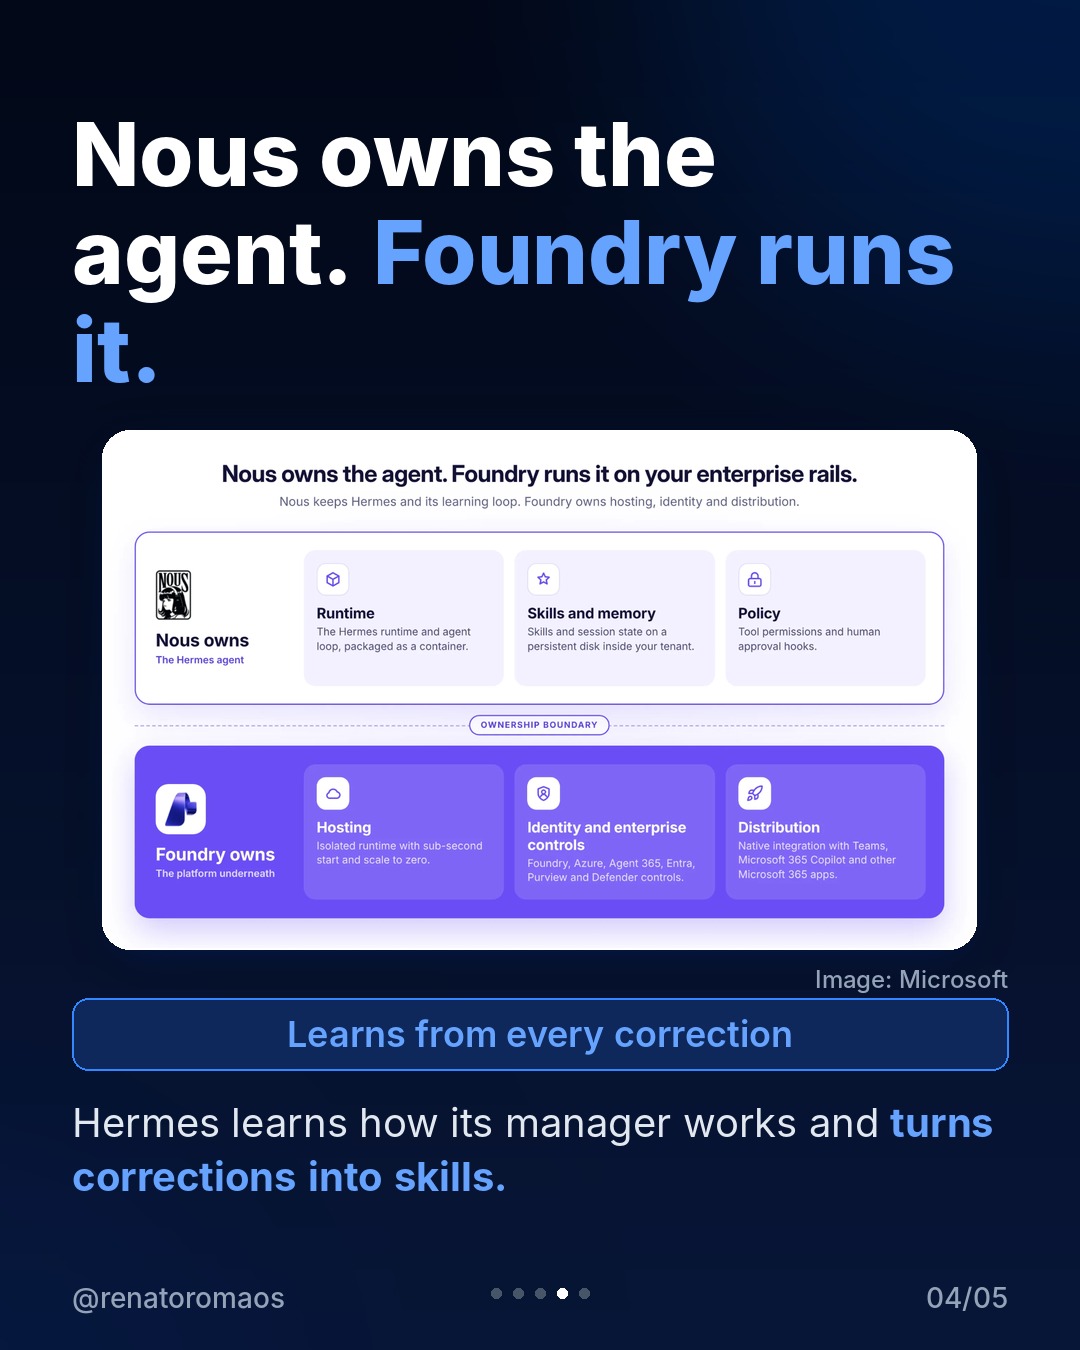 Nous owns the
agent. Foundry runs
it.
Nous owns the agent. Foundry runs it on your enterprise rails.
Nous keeps Hermes and its learning loop. Foundry owns hosting, identity and distribution.
NOUS
Nous owns
The Hermes agent
Runtime
The Hermes runtime and agent
loop, packaged as a container.
Skills and memory
Skills and session state on a
persistent disk inside your tenant.
Policy
Tool permissions and human
approval hooks.
OWNERSHIP BOUNDARY
Foundry owns
The platform underneath
Hosting
Isolated runtime with sub-second
start and scale to zero.
Identity and enterprise
controls
Foundry, Azure, Agent 365, Entra,
Purview and Defender controls.
Distribution
Native integration with Teams,
Microsoft 365 Copilot and other
Microsoft 365 apps.
Image: Microsoft
Learns from every correction
Hermes learns how its manager works and turns
corrections into skills.
@renatoromaos
04/05